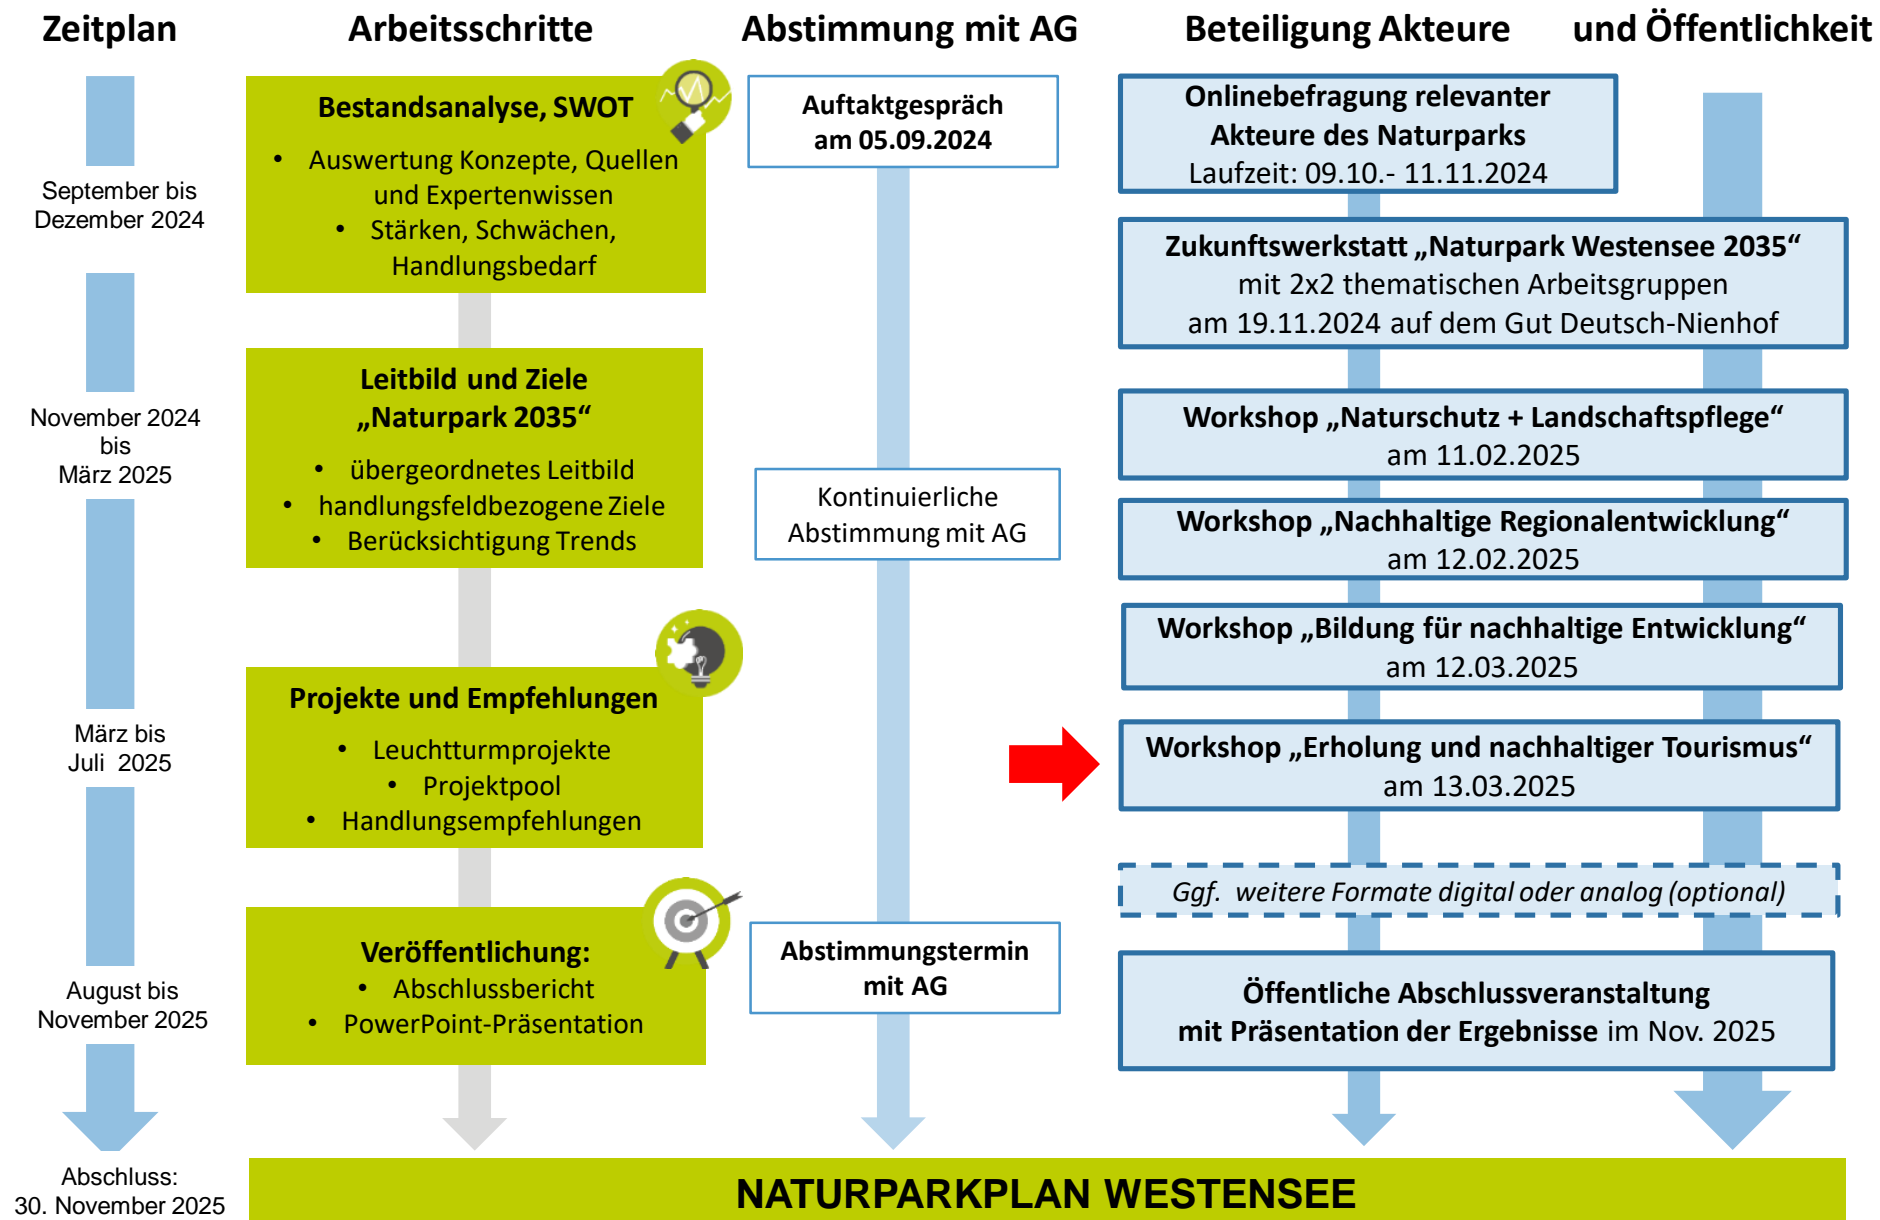 Zeitplan
Arbeitsschritte
Abstimmung mit AG
Beteiligung Akteure
und Öffentlichkeit
September bis
Dezember 2024
November 2024
bis
März 2025
März bis
Juli 2025
August bis
November 2025
Abschluss:
30. November 2025
Bestandsanalyse, SWOT
• Auswertung Konzepte, Quellen
und Expertenwissen
• Stärken, Schwächen,
Handlungsbedarf
Leitbild und Ziele
„Naturpark 2035“
• übergeordnetes Leitbild
• handlungsfeldbezogene Ziele
• Berücksichtigung Trends
Projekte und Empfehlungen
• Leuchtturmprojekte
• Projektpool
• Handlungsempfehlungen
Veröffentlichung:
• Abschlussbericht
• PowerPoint-Präsentation
Auftaktgespräch
am 05.09.2024
Kontinuierliche
Abstimmung mit AG
Abstimmungstermin
mit AG
Onlinebefragung relevanter
Akteure des Naturparks
Laufzeit: 09.10.- 11.11.2024
Zukunftswerkstatt „Naturpark Westensee 2035“
mit 2x2 thematischen Arbeitsgruppen
am 19.11.2024 auf dem Gut Deutsch-Nienhof
Workshop „Naturschutz + Landschaftspflege“
am 11.02.2025
Workshop „Nachhaltige Regionalentwicklung“
am 12.02.2025
Workshop „Bildung für nachhaltige Entwicklung“
am 12.03.2025
Workshop „Erholung und nachhaltiger Tourismus“
am 13.03.2025
Ggf. weitere Formate digital oder analog (optional)
Öffentliche Abschlussveranstaltung
mit Präsentation der Ergebnisse im Nov. 2025
NATURPARKPLAN WESTENSEE